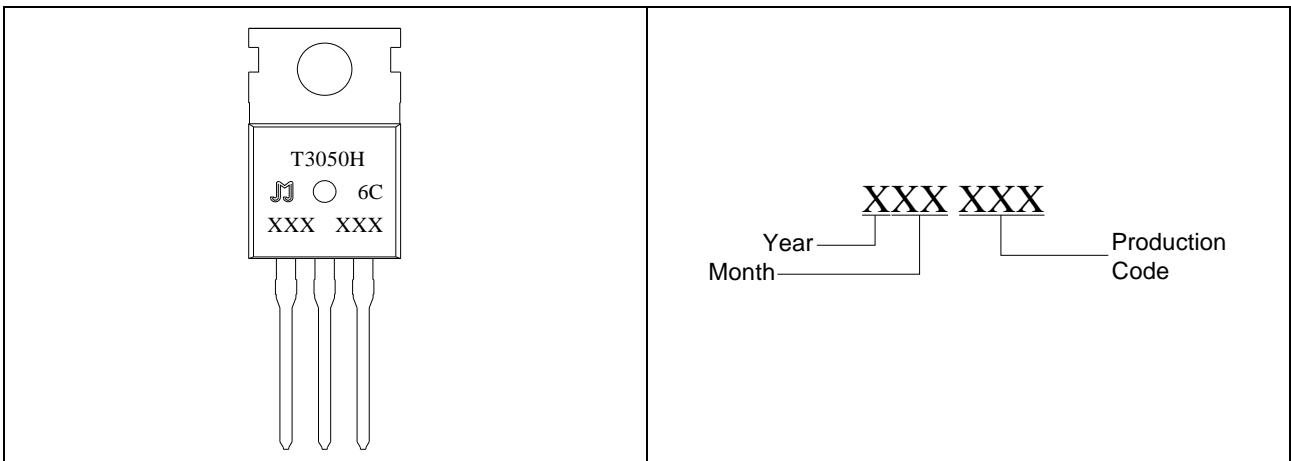 T3050H
JJ 6C
XXX XXX
XXX XXX
Year
Month
Production
Code